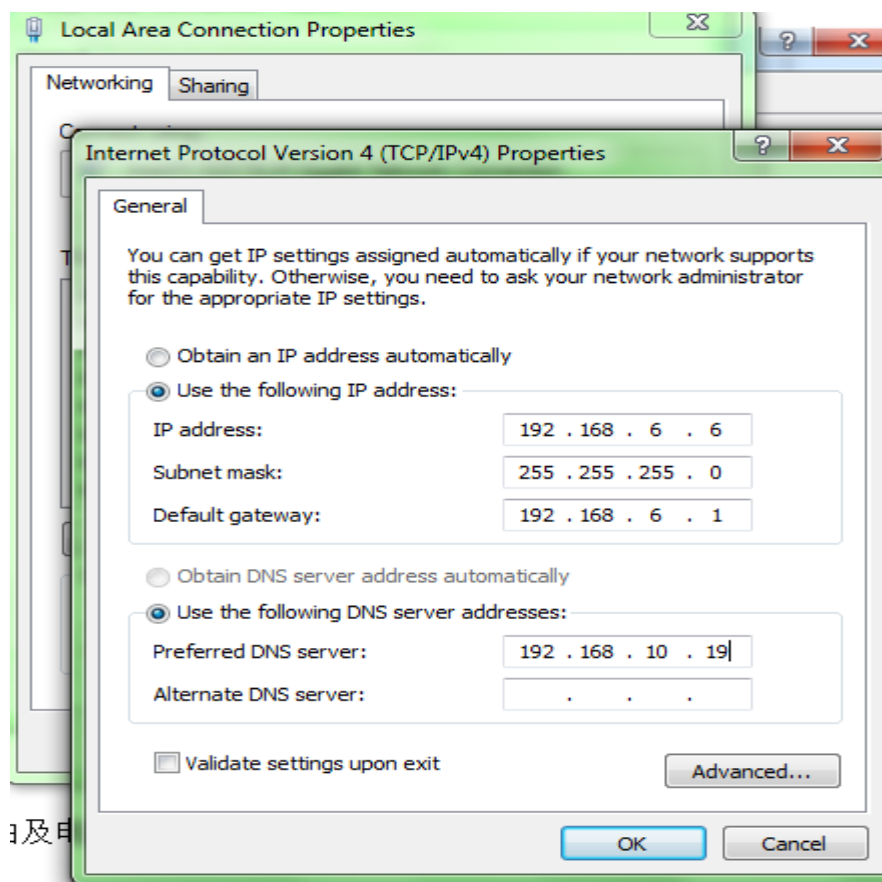 Local Area Connection Properties
Networking
Sharing
Internet Protocol Version 4 (TCP/IPv4) Properties
General
You can get IP settings assigned automatically if your network supports
this capability. Otherwise, you need to ask your network administrator
for the appropriate IP settings.
Obtain an IP address automatically
Use the following IP address:
IP address: 192 . 168 . 6 . 6
Subnet mask: 255 . 255 . 255 . 0
Default gateway: 192 . 168 . 6 . 1
Obtain DNS server address automatically
Use the following DNS server addresses:
Preferred DNS server: 192 . 168 . 10 . 19
Alternate DNS server: . . .
Validate settings upon exit
Advanced...
及
OK
Cancel